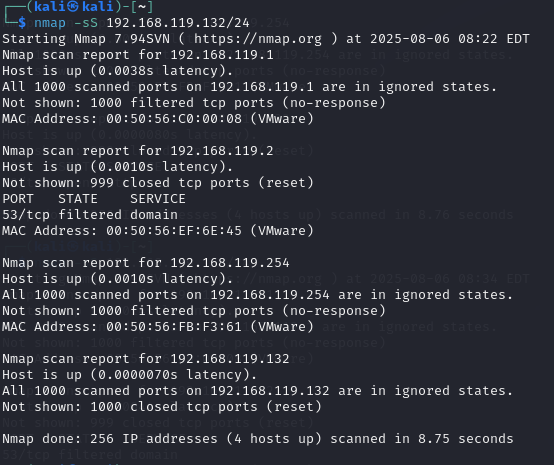 ┌──(kali㉿kali)-[~]
└─$ nmap -sS 192.168.119.132/24
Starting Nmap 7.94SVN ( https://nmap.org ) at 2025-08-06 08:22 EDT
Nmap scan report for 192.168.119.1
Host is up (0.0038s latency).
All 1000 scanned ports on 192.168.119.1 are in ignored states.
Not shown: 1000 filtered tcp ports (no-response)
MAC Address: 00:50:56:C0:00:08 (VMware)

Nmap scan report for 192.168.119.2
Host is up (0.0010s latency).
Not shown: 999 closed tcp ports (reset)
PORT   STATE    SERVICE
53/tcp filtered domain
MAC Address: 00:50:56:EF:6E:45 (VMware)

Nmap scan report for 192.168.119.254
Host is up (0.0010s latency).
All 1000 scanned ports on 192.168.119.254 are in ignored states.
Not shown: 1000 filtered tcp ports (no-response)
MAC Address: 00:50:56:FB:F3:61 (VMware)

Nmap scan report for 192.168.119.132
Host is up (0.0000070s latency).
All 1000 scanned ports on 192.168.119.132 are in ignored states.
Not shown: 1000 closed tcp ports (reset)

Nmap done: 256 IP addresses (4 hosts up) scanned in 8.75 seconds